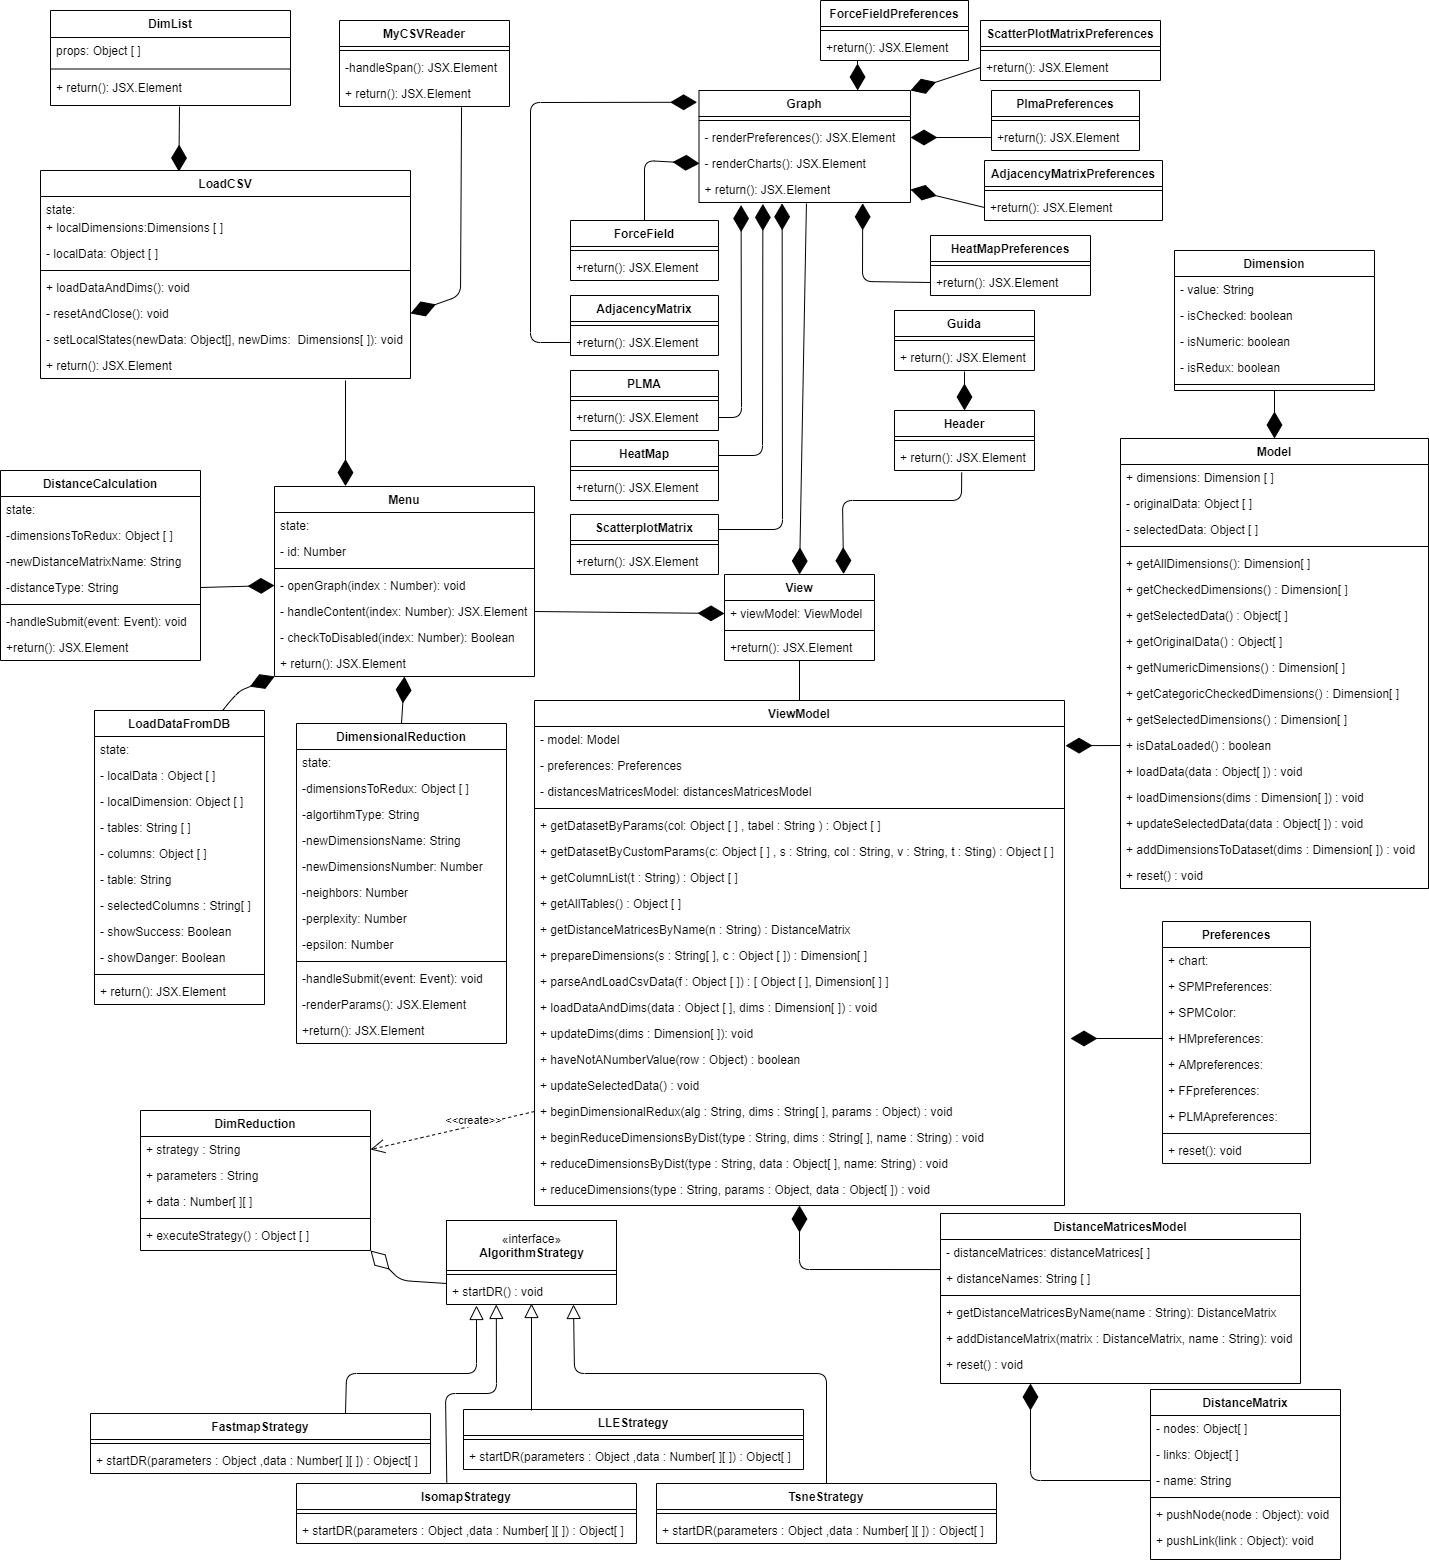 DimList
props: Object [ ]
+ return(): JSX.Element
MyCSVReader
-handleSpan(): JSX.Element
+ return(): JSX.Element
ForceFieldPreferences
+return(): JSX.Element
ScatterPlotMatrixPreferences
+return(): JSX.Element
Graph
- renderPreferences(): JSX.Element
- renderCharts(): JSX.Element
+ return(): JSX.Element
PlmaPreferences
+return(): JSX.Element
AdjacencyMatrixPreferences
+return(): JSX.Element
LoadCSV
state:
+ localDimensions:Dimensions [ ]
- localData: Object [ ]
+ loadDataAndDims(): void
- resetAndClose(): void
- setLocalStates(newData: Object[], newDims:  Dimensions[ ]): void
+ return(): JSX.Element
ForceField
+return(): JSX.Element
HeatMapPreferences
+return(): JSX.Element
AdjacencyMatrix
+return(): JSX.Element
Guida
+ return(): JSX.Element
Dimension
- value: String
- isChecked: boolean
- isNumeric: boolean
- isRedux: boolean
PLMA
+return(): JSX.Element
Header
+ return(): JSX.Element
HeatMap
+return(): JSX.Element
ScatterplotMatrix
+return(): JSX.Element
Model
+ dimensions: Dimension [ ]
- originalData: Object [ ]
- selectedData: Object [ ]
+ getAllDimensions(): Dimension[ ]
+ getCheckedDimensions() : Dimension[ ]
+ getSelectedData() : Object[ ]
+ getOriginalData() : Object[ ]
+ getNumericDimensions() : Dimension[ ]
+ getCategoricCheckedDimensions() : Dimension[ ]
+ getSelectedDimensions() : Dimension[ ]
+ isDataLoaded() : boolean
+ loadData(data : Object[ ]) : void
+ loadDimensions(dims : Dimension[ ]) : void
+ updateSelectedData(data : Object[ ]) : void
+ addDimensionsToDataset(dims : Dimension[ ]) : void
+ reset() : void
DistanceCalculation
state:
-dimensionsToRedux: Object [ ]
-newDistanceMatrixName: String
-distanceType: String
-handleSubmit(event: Event): void
+return(): JSX.Element
Menu
state:
- id: Number
- openGraph(index : Number): void
- handleContent(index: Number): JSX.Element
- checkToDisabled(index: Number): Boolean
+ return(): JSX.Element
View
+ viewModel: ViewModel
+return(): JSX.Element
LoadDataFromDB
state:
- localData : Object [ ]
- localDimension: Object [ ]
- tables: String [ ]
- columns: Object [ ]
- table: String
- selectedColumns : String[ ]
- showSuccess: Boolean
- showDanger: Boolean
+ return(): JSX.Element
DimensionalReduction
state:
-dimensionsToRedux: Object [ ]
-algortihmType: String
-newDimensionsName: String
-newDimensionsNumber: Number
-neighbors: Number
-perplexity: Number
-epsilon: Number
-handleSubmit(event: Event): void
-renderParams(): JSX.Element
+return(): JSX.Element
ViewModel
- model: Model
- preferences: Preferences
- distancesMatricesModel: distancesMatricesModel
+ getDatasetByParams(col: Object [ ] , tabel : String ) : Object [ ]
+ getDatasetByCustomParams(c: Object [ ] , s : String, col : String, v : String, t : Sting) : Object [ ]
+ getColumnList(t : String) : Object [ ]
+ getAllTables() : Object [ ]
+ getDistanceMatricesByName(n : String) : DistanceMatrix
+ prepareDimensions(s : String[ ], c : Object [ ]) : Dimension[ ]
+ parseAndLoadCsvData(f : Object [ ]) : [ Object [ ], Dimension[ ] ]
+ loadDataAndDims(data : Object [ ], dims : Dimension[ ]) : void
+ updateDims(dims : Dimension[ ]): void
+ haveNotANumberValue(row : Object) : boolean
+ updateSelectedData() : void
+ beginDimensionalRedux(alg : String, dims : String[ ], params : Object) : void
+ beginReduceDimensionsByDist(type : String, dims : String[ ], name : String) : void
+ reduceDimensionsByDist(type : String, data : Object[ ], name: String) : void
+ reduceDimensions(type : String, params : Object, data : Object[ ]) : void
Preferences
+ chart:
+ SPMPreferences:
+ SPMColor:
+ HMpreferences:
+ AMpreferences:
+ FFpreferences:
+ PLMApreferences:
+ reset(): void
<<create>>
DimReduction
+ strategy : String
+ parameters : String
+ data : Number[ ][ ]
+ executeStrategy() : Object [ ]
«interface»
AlgorithmStrategy
+ startDR() : void
DistanceMatricesModel
- distanceMatrices: distanceMatrices[ ]
+ distanceNames: String [ ]
+ getDistanceMatricesByName(name : String): DistanceMatrix
+ addDistanceMatrix(matrix : DistanceMatrix, name : String): void
+ reset() : void
FastmapStrategy
+ startDR(parameters : Object ,data : Number[ ][ ]) : Object[ ]
LLEStrategy
+ startDR(parameters : Object ,data : Number[ ][ ]) : Object[ ]
IsomapStrategy
+ startDR(parameters : Object ,data : Number[ ][ ]) : Object[ ]
TsneStrategy
+ startDR(parameters : Object ,data : Number[ ][ ]) : Object[ ]
DistanceMatrix
- nodes: Object[ ]
- links: Object[ ]
- name: String
+ pushNode(node : Object): void
+ pushLink(link : Object): void